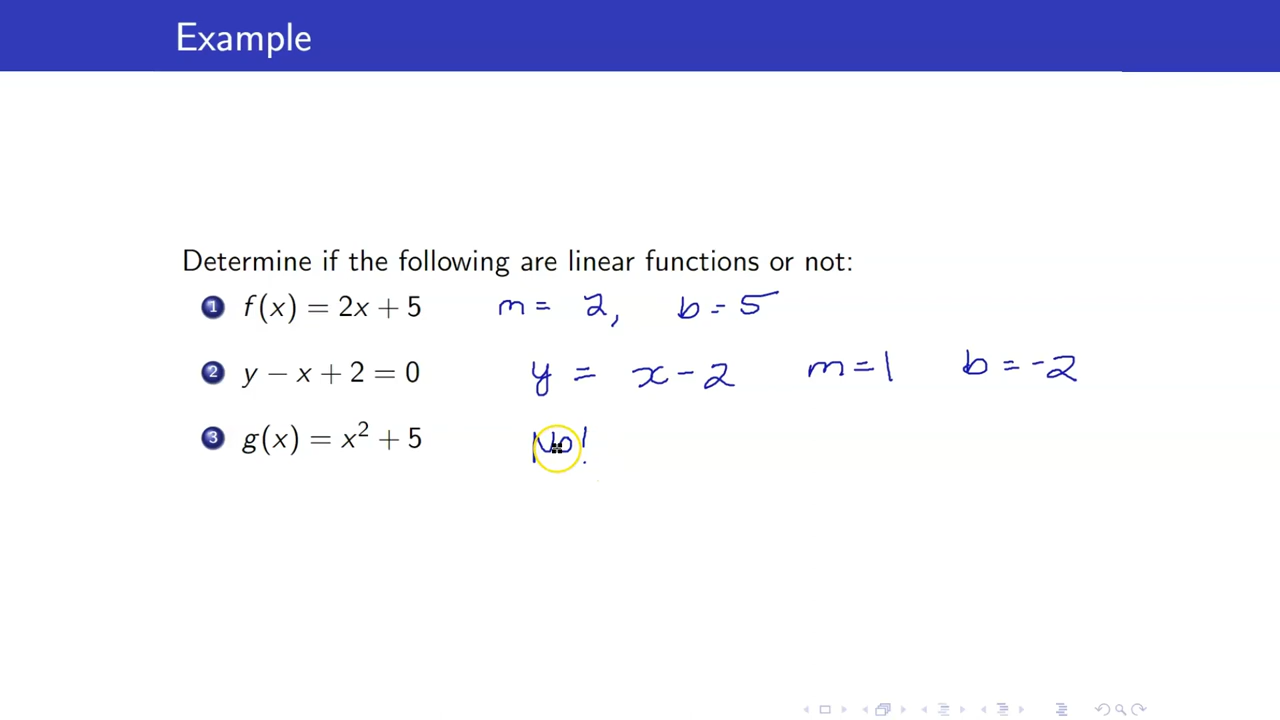 Example
Determine if the following are linear functions or not:
1 f(x) = 2x + 5 m = 2, b = 5
2 y − x + 2 = 0 y = x − 2 m = 1 b = −2
3 g(x) = x² + 5 No!